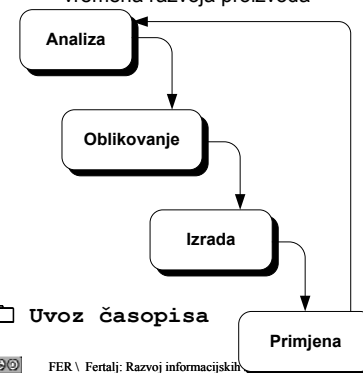 vremena razvoja proizvoda
Analiza
Oblikovanje
Izrada
Uvoz časopisa
Primjena
FER \ Fertalj: Razvoj informacijskih